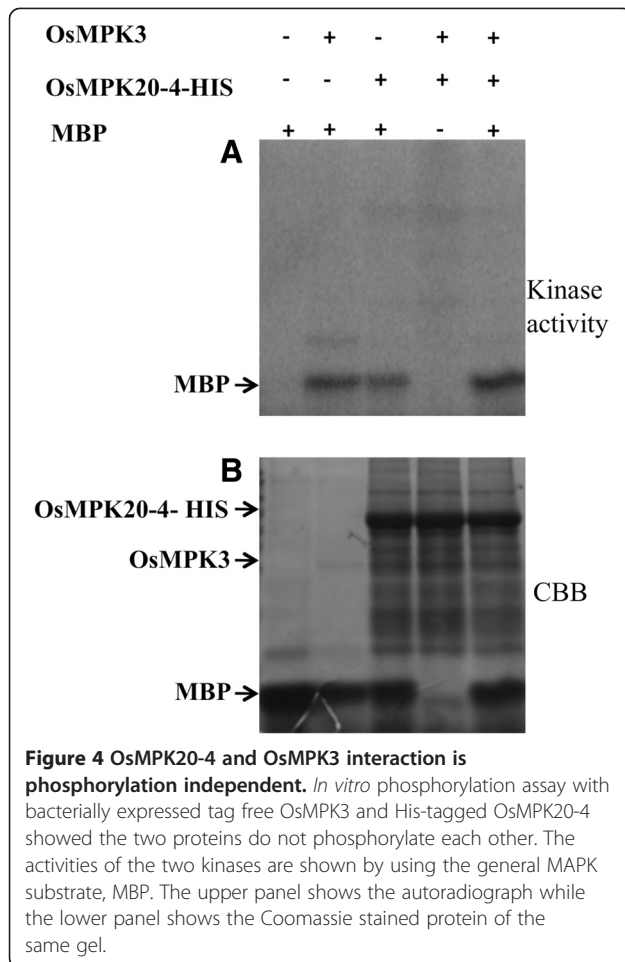 OsMPK3 - + - + +
OsMPK20-4-HIS - - + + +
MBP + + + - +
A
Kinase
activity
MBP→
B
OsMPK20-4- HIS→
OsMPK3→
CBB
MBP→
Figure 4 OsMPK20-4 and OsMPK3 interaction is
phosphorylation independent. In vitro phosphorylation assay with
bacterially expressed tag free OsMPK3 and His-tagged OsMPK20-4
showed the two proteins do not phosphorylate each other. The
activities of the two kinases are shown by using the general MAPK
substrate, MBP. The upper panel shows the autoradiograph while
the lower panel shows the Coomassie stained protein of the
same gel.